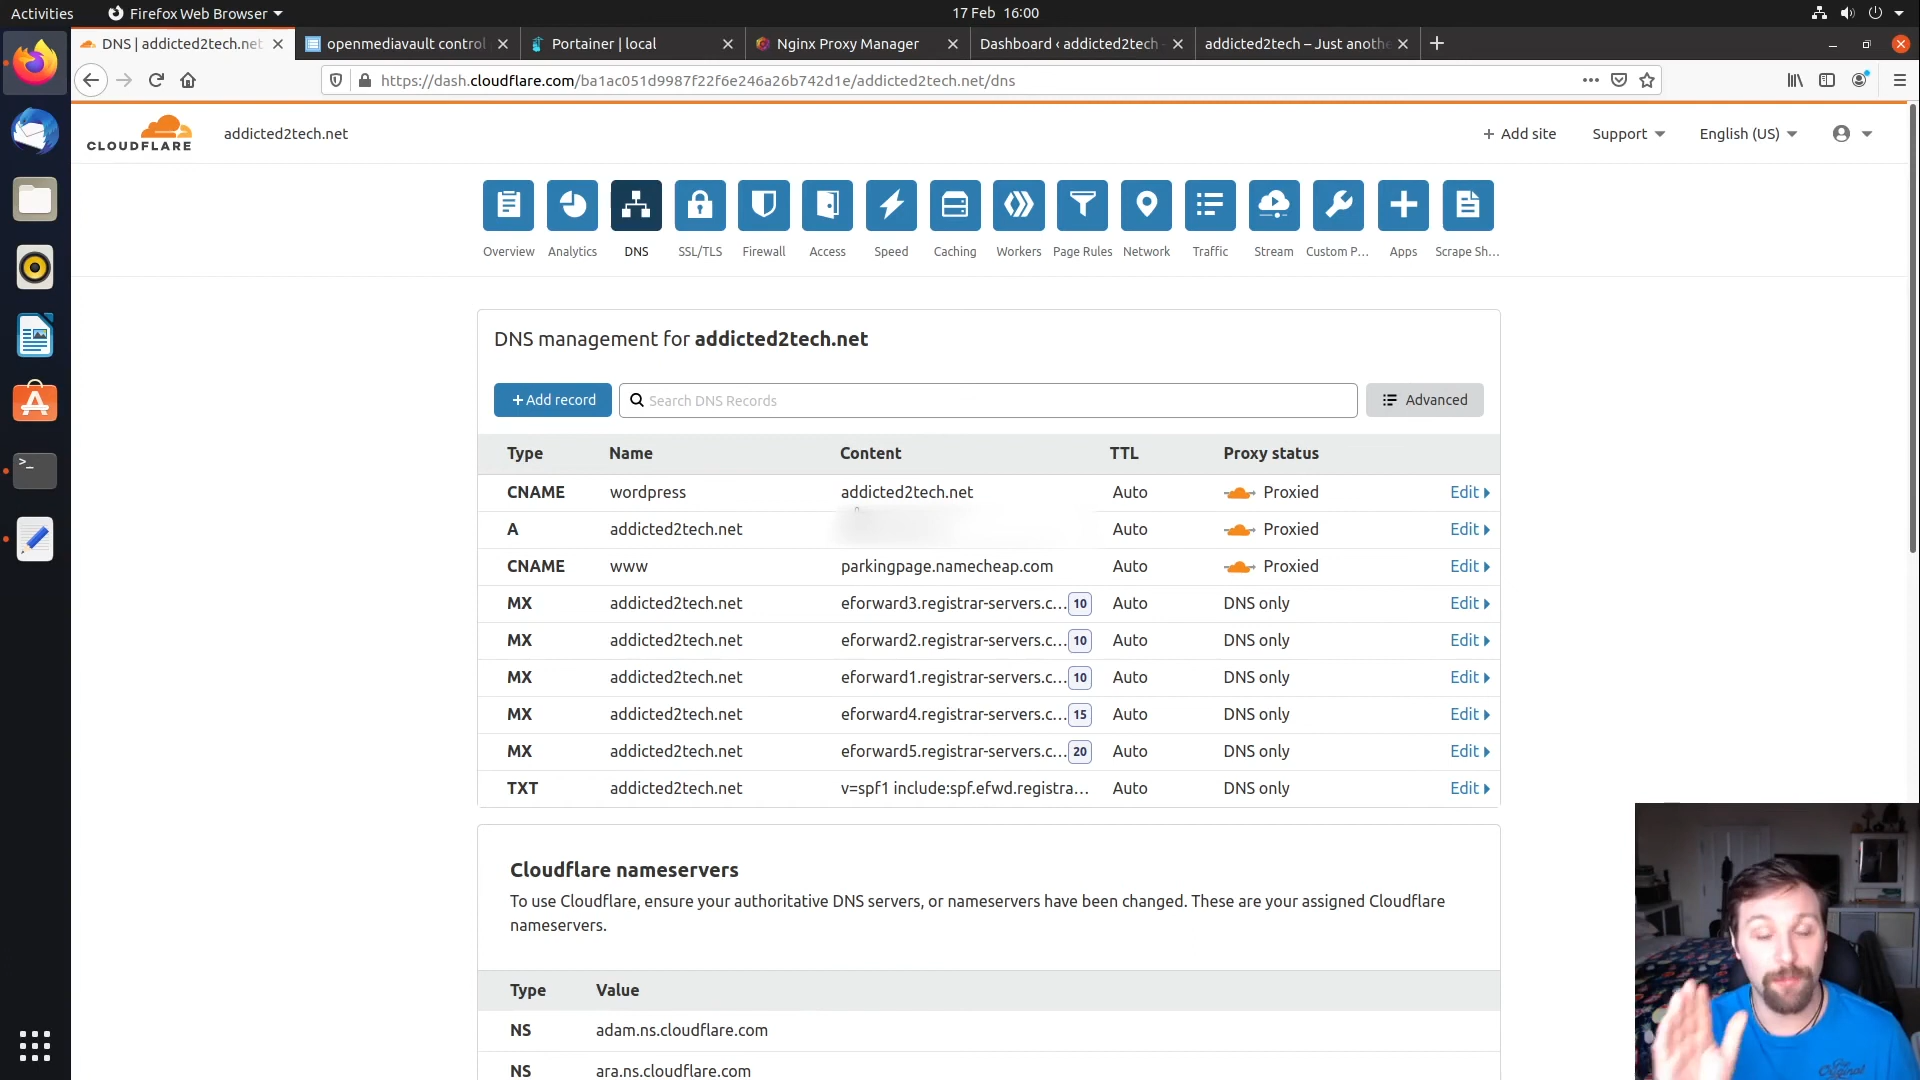 Activities
Firefox Web Browser
17 Feb 16:00
DNS | addicted2tech.net
openmediavault control
Portainer | local
Nginx Proxy Manager
Dashboard ‹ addicted2tech
addicted2tech – Just anothe
https://dash.cloudflare.com/ba1ac051d9987f22f6e246a26b742d1e/addicted2tech.net/dns
CLOUDFLARE
addicted2tech.net
Add site
Support
English (US)
Overview
Analytics
DNS
SSL/TLS
Firewall
Access
Speed
Caching
Workers
Page Rules
Network
Traffic
Stream
Custom P...
Apps
Scrape Sh...
DNS management for addicted2tech.net
+ Add record
Search DNS Records
Advanced
Type Name Content TTL Proxy status
CNAME wordpress addicted2tech.net Auto Proxied Edit
A addicted2tech.net Auto Proxied Edit
CNAME www parkingpage.namecheap.com Auto Proxied Edit
MX addicted2tech.net eforward3.registrar-servers.c... 10 Auto DNS only Edit
MX addicted2tech.net eforward2.registrar-servers.c... 10 Auto DNS only Edit
MX addicted2tech.net eforward1.registrar-servers.c... 10 Auto DNS only Edit
MX addicted2tech.net eforward4.registrar-servers.c... 15 Auto DNS only Edit
MX addicted2tech.net eforward5.registrar-servers.c... 20 Auto DNS only Edit
TXT addicted2tech.net v=spf1 include:spf.efwd.registra... Auto DNS only Edit
Cloudflare nameservers
To use Cloudflare, ensure your authoritative DNS servers, or nameservers have been changed. These are your assigned Cloudflare
nameservers.
Type Value
NS adam.ns.cloudflare.com
NS ara.ns.cloudflare.com